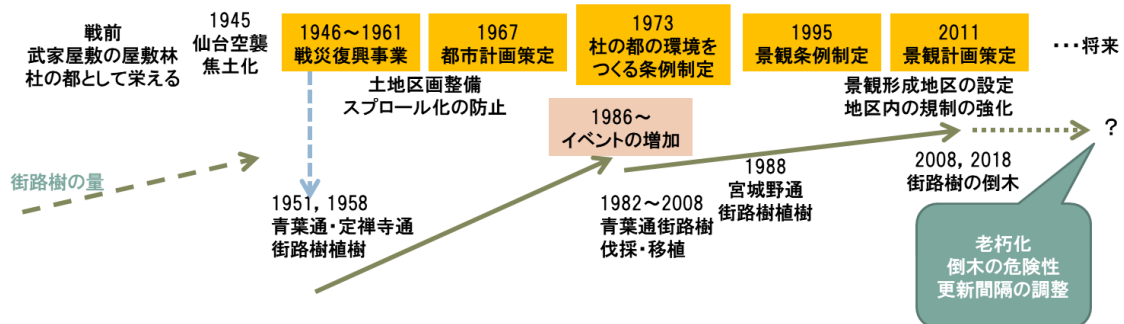 戦前
武家屋敷の屋敷林
杜の都として栄える
1945
仙台空襲
焦土化
1946～1961
戦災復興事業
1967
都市計画策定
1973
杜の都の環境を
つくる条例制定
1995
景観条例制定
2011
景観計画策定
…将来
土地区画整備
スプロール化の防止
景観形成地区の設定
地区内の規制の強化
1986～
イベントの増加
?
街路樹の量
1951, 1958
青葉通・定禅寺通
街路樹植樹
1982～2008
青葉通街路樹
伐採・移植
1988
宮城野通
街路樹植樹
2008, 2018
街路樹の倒木
老朽化
倒木の危険性
更新間隔の調整